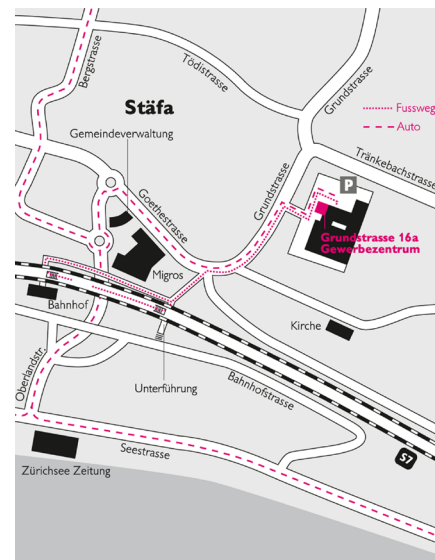 Bergstrasse
Tödistrasse
Grundstrasse
Stäfa
Fussweg
Auto
Gemeindeverwaltung
Tränkebachstrasse
Goethestrasse
Grundstrasse
P
Grundstrasse 16a
Gewerbezentrum
Migros
Bahnhof
Kirche
Oberlandstr.
Unterführung
Bahnhofstrasse
Seestrasse
S7
Zürichsee Zeitung